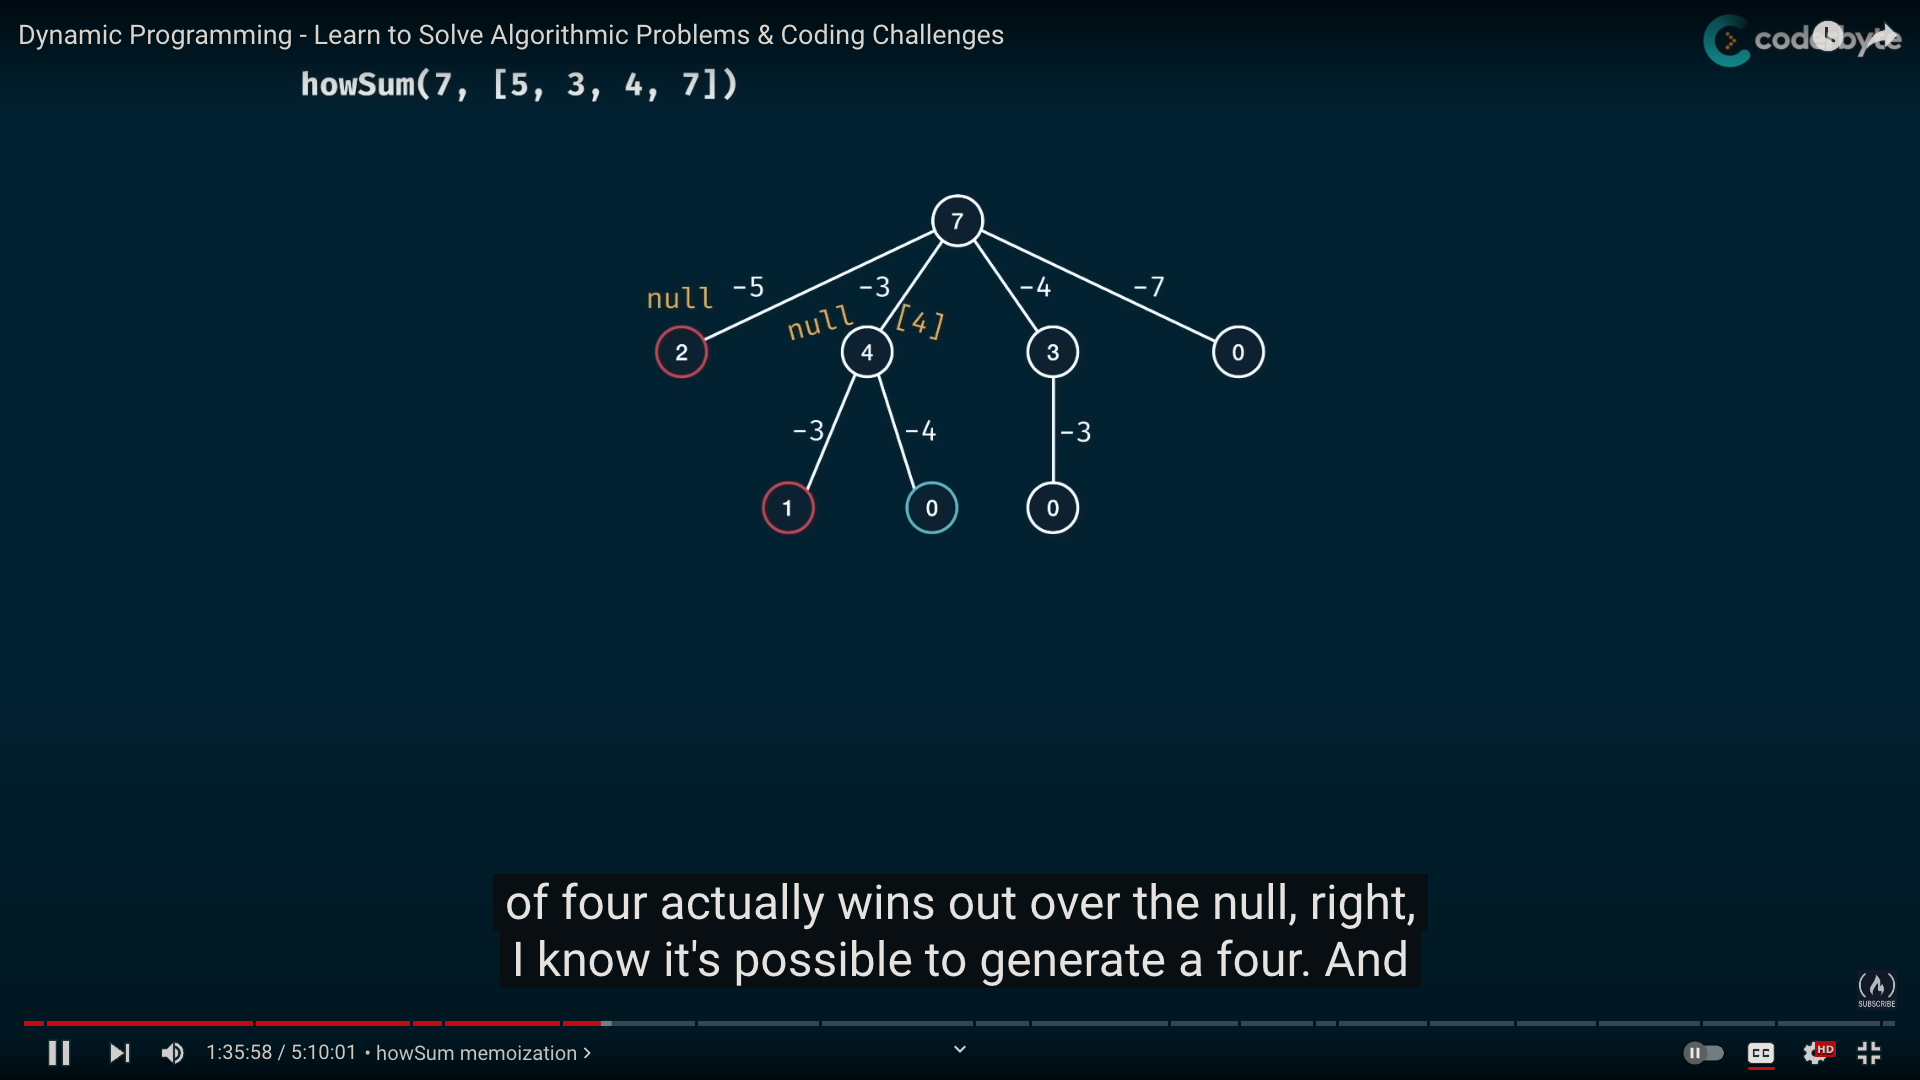 Dynamic Programming - Learn to Solve Algorithmic Problems & Coding Challenges
coderbyte
howSum(7, [5, 3, 4, 7])
7
-5 -3 -4 -7
null
null [4]
2 4 3 0
-3 -4 -3
1 0 0
of four actually wins out over the null, right,
I know it's possible to generate a four. And
SUBSCRIBE
1:35:58 / 5:10:01 • howSum memoization >
CC HD